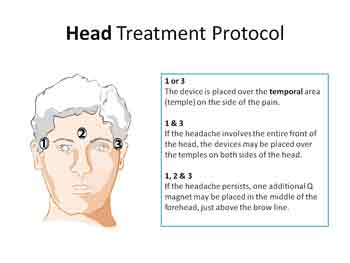 Head Treatment Protocol
1
2
3
1 or 3
The device is placed over the temporal area
(temple) on the side of the pain.
1 & 3
If the headache involves the entire front of
the head, the devices may be placed over
the temples on both sides of the head.
1, 2 & 3
If the headache persists, one additional Q
magnet may be placed in the middle of the
forehead, just above the brow line.